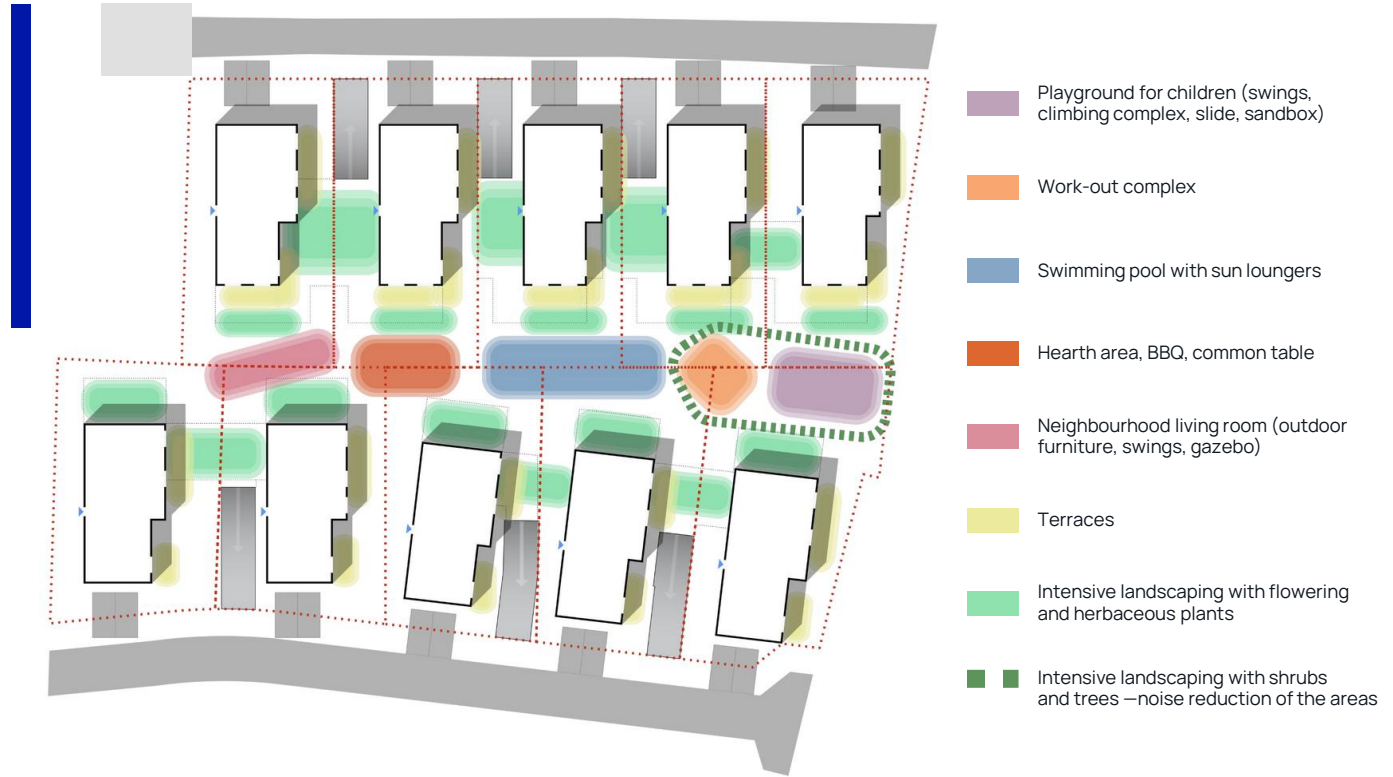 Playground for children (swings,
climbing complex, slide, sandbox)
Work-out complex
Swimming pool with sun loungers
Hearth area, BBQ, common table
Neighbourhood living room (outdoor
furniture, swings, gazebo)
Terraces
Intensive landscaping with flowering
and herbaceous plants
Intensive landscaping with shrubs
and trees —noise reduction of the areas